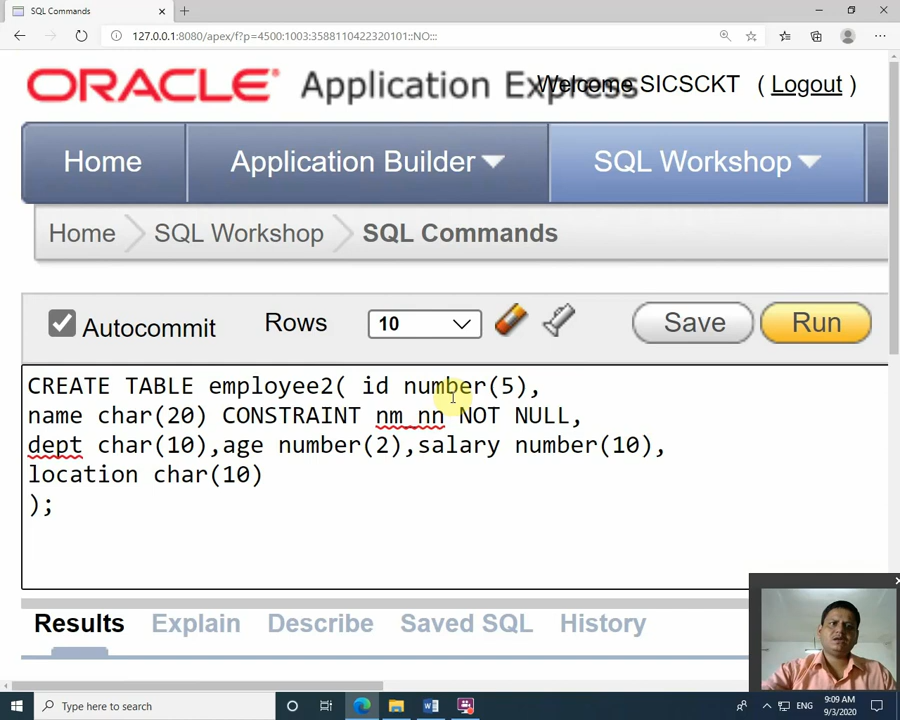 SQL Commands
127.0.0.1:8080/apex/f?p=4500:1003:3588110422320101::NO:::
ORACLE Application Express Welcome SICSCKT ( Logout )
Home Application Builder SQL Workshop
Home SQL Workshop SQL Commands
Autocommit Rows 10 Save Run
CREATE TABLE employee2( id number(5),
name char(20) CONSTRAINT nm_nn NOT NULL,
dept char(10),age number(2),salary number(10),
location char(10)
);
Results Explain Describe Saved SQL History
Type here to search
ENG
9:09 AM
9/3/2020